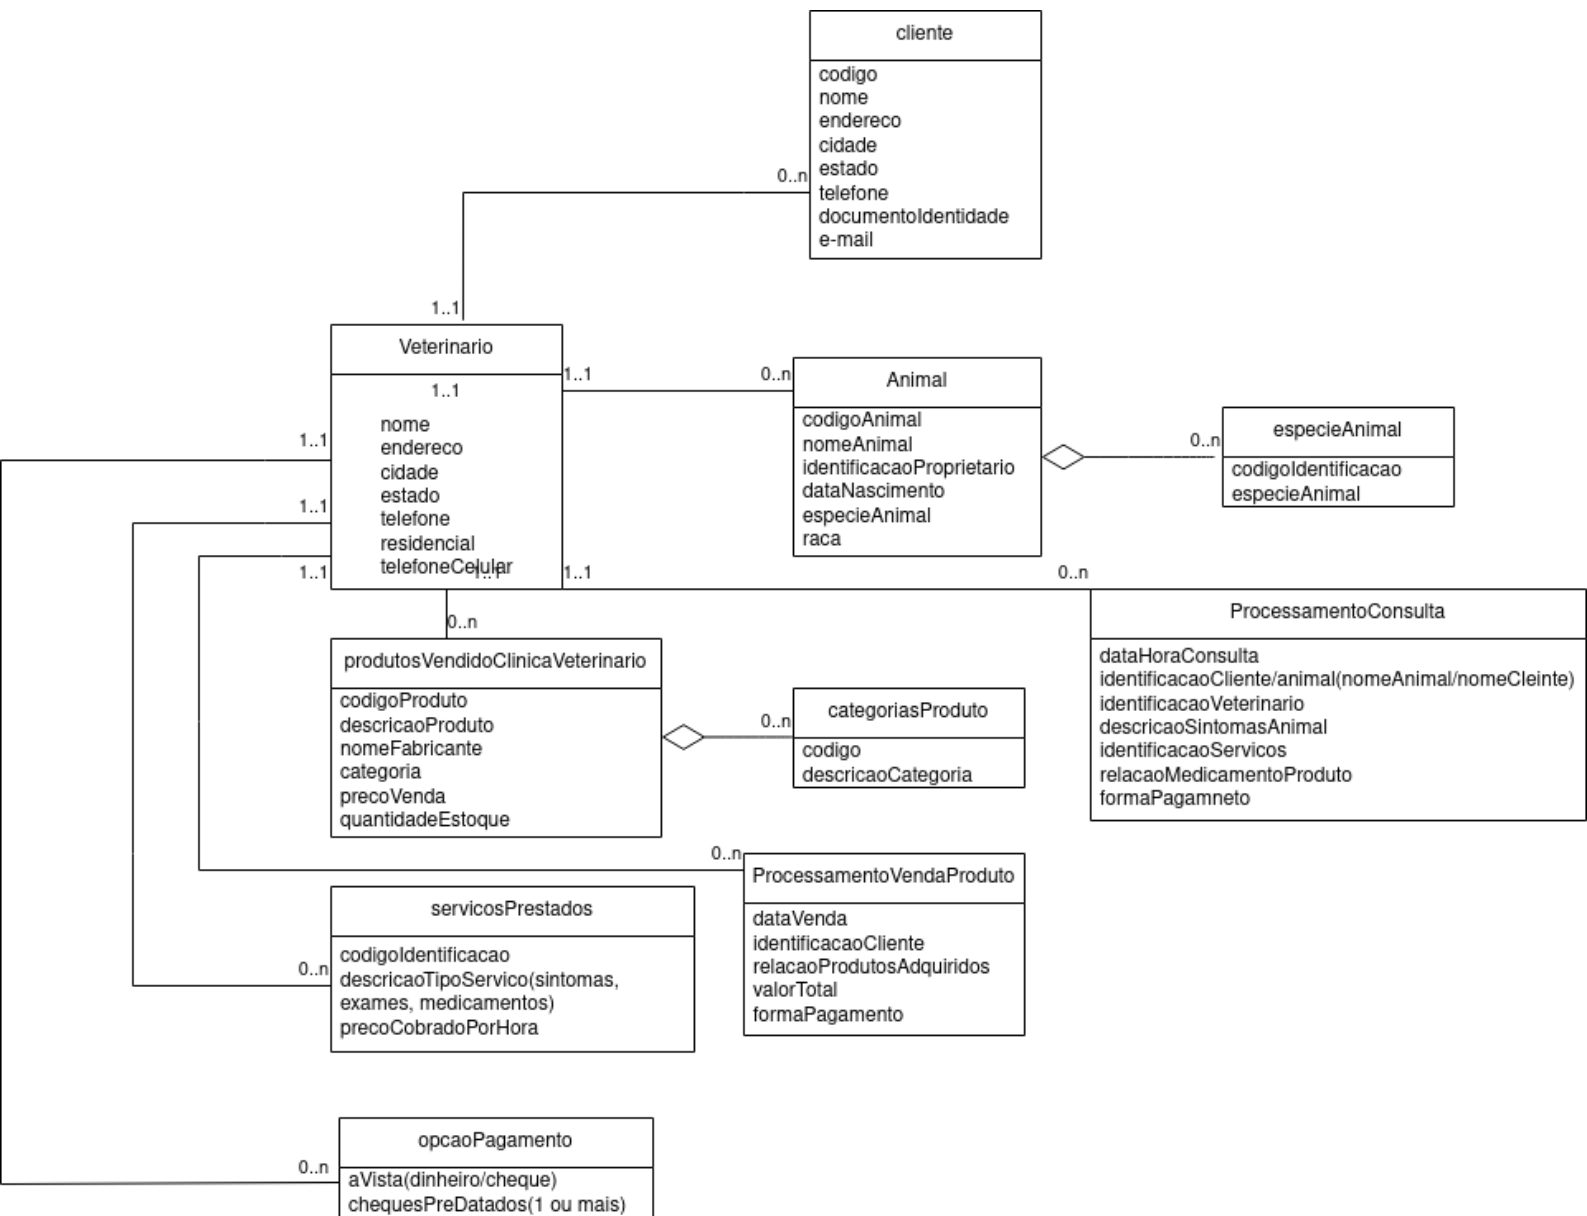 cliente
codigo
nome
endereco
cidade
estado
telefone
documentoIdentidade
e-mail
0..n
1..1
Veterinario
1..1
nome
endereco
cidade
estado
telefone
residencial
telefoneCelular
1..1
1..1
1..1
1..1
1..1
0..n
Animal
codigoAnimal
nomeAnimal
identificacaoProprietario
dataNascimento
especieAnimal
raca
0..n
especieAnimal
codigoIdentificacao
especieAnimal
1..1
0..n
ProcessamentoConsulta
dataHoraConsulta
identificacaoCliente/animal(nomeAnimal/nomeCleinte)
identificacaoVeterinario
descricaoSintomasAnimal
identificacaoServicos
relacaoMedicamentoProduto
formaPagamneto
0..n
produtosVendidoClinicaVeterinario
codigoProduto
descricaoProduto
nomeFabricante
categoria
precoVenda
quantidadeEstoque
0..n
categoriasProduto
codigo
descricaoCategoria
0..n
ProcessamentoVendaProduto
dataVenda
identificacaoCliente
relacaoProdutosAdquiridos
valorTotal
formaPagamento
servicosPrestados
0..n
codigoIdentificacao
descricaoTipoServico(sintomas,
exames, medicamentos)
precoCobradoPorHora
opcaoPagamento
0..n
aVista(dinheiro/cheque)
chequesPreDatados(1 ou mais)